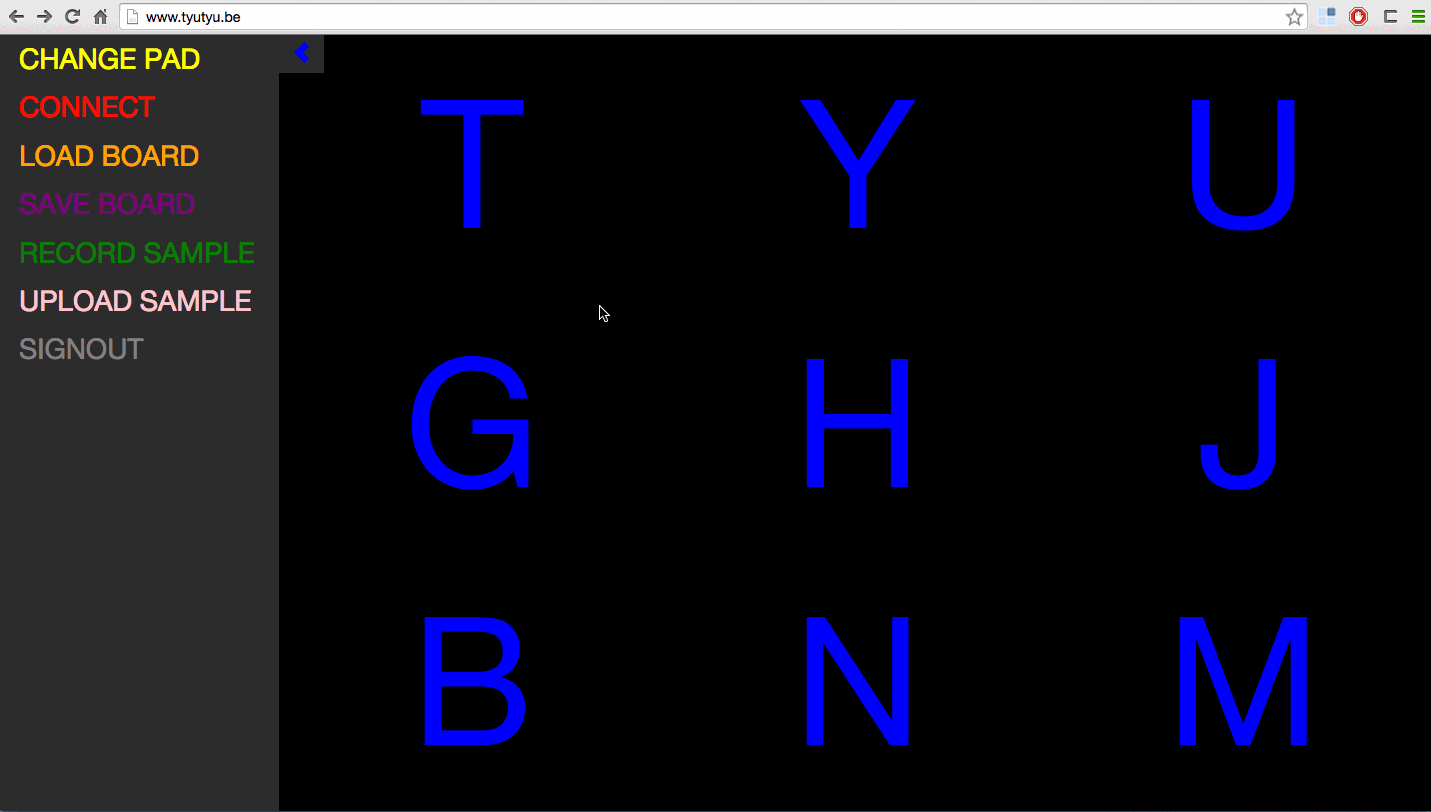 www.tyutyu.be
CHANGE PAD
CONNECT
LOAD BOARD
SAVE BOARD
RECORD SAMPLE
UPLOAD SAMPLE
SIGNOUT
T Y U
G H J
B N M